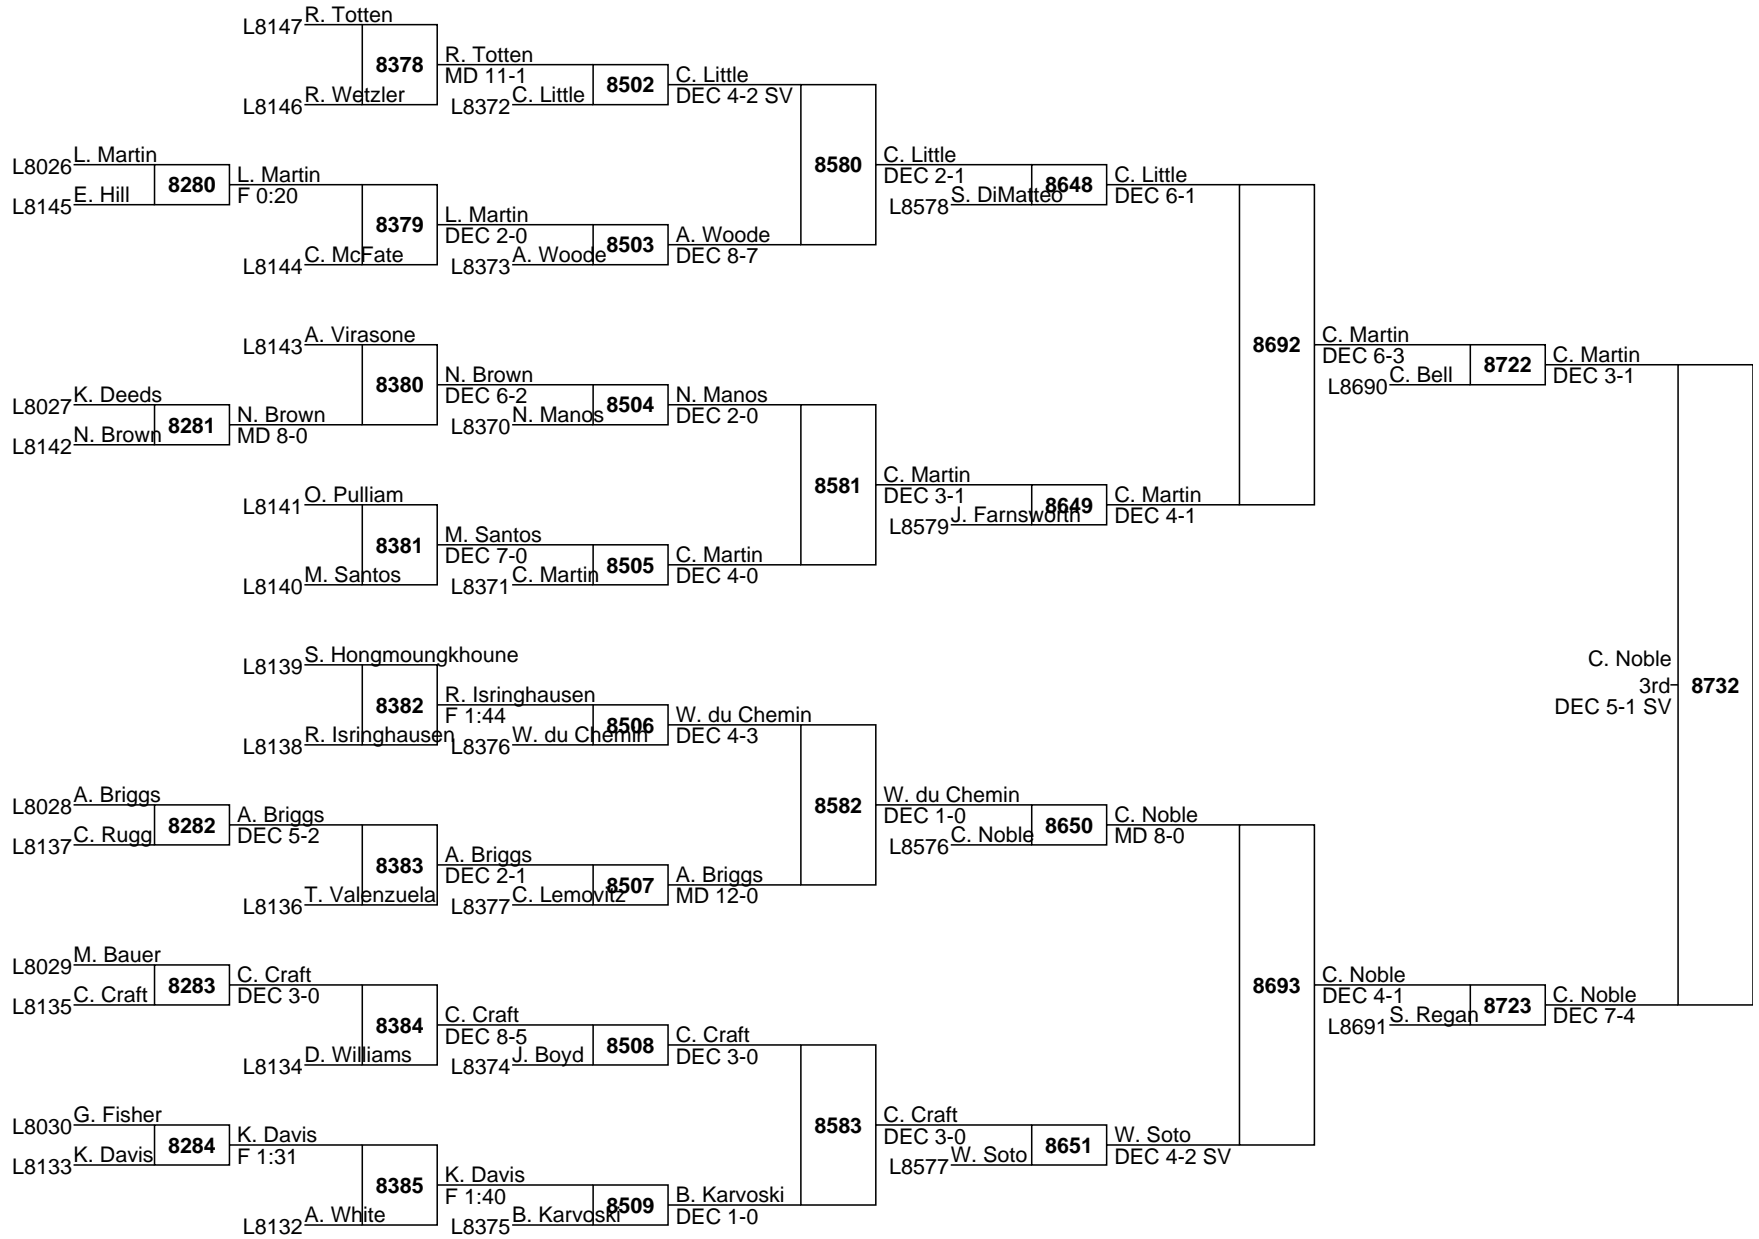 L8147 R. Totten
8378
R. Totten
MD 11-1
L8146 R. Wetzler
L8372 C. Little
8502
C. Little
DEC 4-2 SV
L8026 L. Martin
8280
L8145 E. Hill
L. Martin
F 0:20
8379
L8144 C. McFate
L. Martin
DEC 2-0
L8373 A. Woode
8503
A. Woode
DEC 8-7
8580
C. Little
DEC 2-1
L8578 S. DiMatteo
8648
C. Little
DEC 6-1
L8143 A. Virasone
8380
L8027 K. Deeds
8281
L8142 N. Brown
N. Brown
MD 8-0
N. Brown
DEC 6-2
L8370 N. Manos
8504
N. Manos
DEC 2-0
L8141 O. Pulliam
8381
L8140 M. Santos
M. Santos
DEC 7-0
L8371 C. Martin
8505
C. Martin
DEC 4-0
8581
C. Martin
DEC 3-1
L8579 J. Farnsworth
8649
C. Martin
DEC 4-1
8692
C. Martin
DEC 6-3
L8690 C. Bell
8722
C. Martin
DEC 3-1
L8139 S. Hongmoungkhoune
8382
L8138 R. Isringhausen
R. Isringhausen
F 1:44
L8376 W. du Chemin
8506
W. du Chemin
DEC 4-3
L8028 A. Briggs
8282
L8137 C. Rugg
A. Briggs
DEC 5-2
8383
L8136 T. Valenzuela
A. Briggs
DEC 2-1
L8377 C. Lemovitz
8507
A. Briggs
MD 12-0
8582
W. du Chemin
DEC 1-0
L8576 C. Noble
8650
C. Noble
MD 8-0
L8029 M. Bauer
8283
L8135 C. Craft
C. Craft
DEC 3-0
8384
L8134 D. Williams
C. Craft
DEC 8-5
L8374 J. Boyd
8508
C. Craft
DEC 3-0
L8030 G. Fisher
8284
L8133 K. Davis
K. Davis
F 1:31
8385
L8132 A. White
K. Davis
F 1:40
L8375 B. Karvoski
8509
B. Karvoski
DEC 1-0
8583
C. Craft
DEC 3-0
L8577 W. Soto
8651
W. Soto
DEC 4-2 SV
8693
C. Noble
DEC 4-1
L8691 S. Regan
8723
C. Noble
DEC 7-4
C. Noble
3rd
DEC 5-1 SV
8732